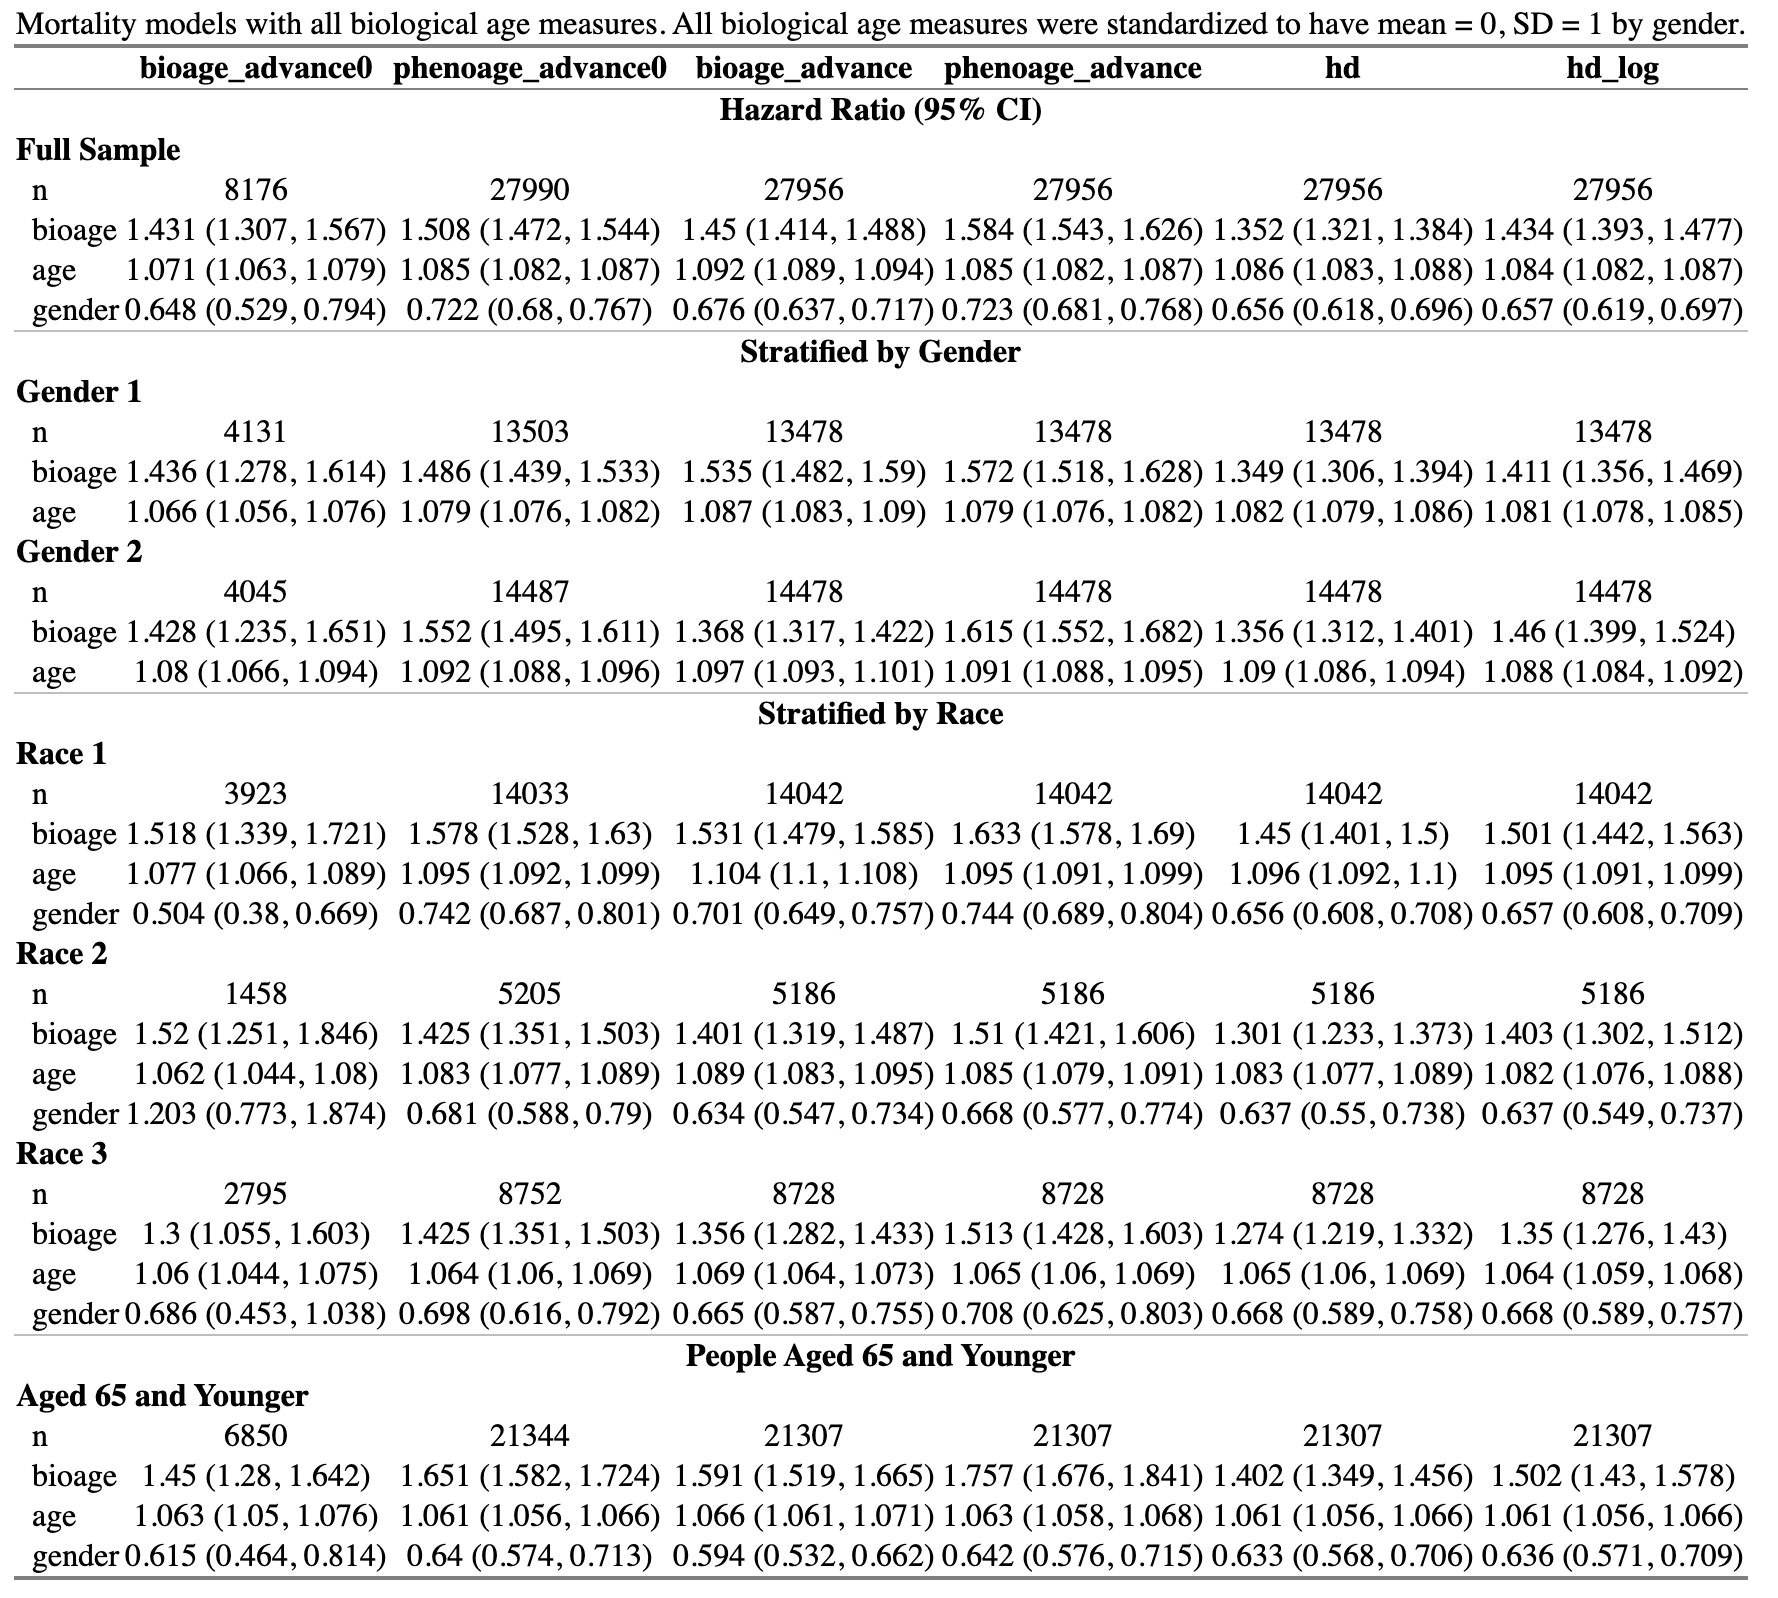 Mortality models with all biological age measures. All biological age measures were standardized to have mean = 0, SD = 1 by gender.
bioage_advance0 phenoage_advance0 bioage_advance phenoage_advance hd hd_log
Hazard Ratio (95% CI)
Full Sample
n 8176 27990 27956 27956 27956 27956
bioage 1.431 (1.307, 1.567) 1.508 (1.472, 1.544) 1.45 (1.414, 1.488) 1.584 (1.543, 1.626) 1.352 (1.321, 1.384) 1.434 (1.393, 1.477)
age 1.071 (1.063, 1.079) 1.085 (1.082, 1.087) 1.092 (1.089, 1.094) 1.085 (1.082, 1.087) 1.086 (1.083, 1.088) 1.084 (1.082, 1.087)
gender 0.648 (0.529, 0.794) 0.722 (0.68, 0.767) 0.676 (0.637, 0.717) 0.723 (0.681, 0.768) 0.656 (0.618, 0.696) 0.657 (0.619, 0.697)
Stratified by Gender
Gender 1
n 4131 13503 13478 13478 13478 13478
bioage 1.436 (1.278, 1.614) 1.486 (1.439, 1.533) 1.535 (1.482, 1.59) 1.572 (1.518, 1.628) 1.349 (1.306, 1.394) 1.411 (1.356, 1.469)
age 1.066 (1.056, 1.076) 1.079 (1.076, 1.082) 1.087 (1.083, 1.09) 1.079 (1.076, 1.082) 1.082 (1.079, 1.086) 1.081 (1.078, 1.085)
Gender 2
n 4045 14487 14478 14478 14478 14478
bioage 1.428 (1.235, 1.651) 1.552 (1.495, 1.611) 1.368 (1.317, 1.422) 1.615 (1.552, 1.682) 1.356 (1.312, 1.401) 1.46 (1.399, 1.524)
age 1.08 (1.066, 1.094) 1.092 (1.088, 1.096) 1.097 (1.093, 1.101) 1.091 (1.088, 1.095) 1.09 (1.086, 1.094) 1.088 (1.084, 1.092)
Stratified by Race
Race 1
n 3923 14033 14042 14042 14042 14042
bioage 1.518 (1.339, 1.721) 1.578 (1.528, 1.63) 1.531 (1.479, 1.585) 1.633 (1.578, 1.69) 1.45 (1.401, 1.5) 1.501 (1.442, 1.563)
age 1.077 (1.066, 1.089) 1.095 (1.092, 1.099) 1.104 (1.1, 1.108) 1.095 (1.091, 1.099) 1.096 (1.092, 1.1) 1.095 (1.091, 1.099)
gender 0.504 (0.38, 0.669) 0.742 (0.687, 0.801) 0.701 (0.649, 0.757) 0.744 (0.689, 0.804) 0.656 (0.608, 0.708) 0.657 (0.608, 0.709)
Race 2
n 1458 5205 5186 5186 5186 5186
bioage 1.52 (1.251, 1.846) 1.425 (1.351, 1.503) 1.401 (1.319, 1.487) 1.51 (1.421, 1.606) 1.301 (1.233, 1.373) 1.403 (1.302, 1.512)
age 1.062 (1.044, 1.08) 1.083 (1.077, 1.089) 1.089 (1.083, 1.095) 1.085 (1.079, 1.091) 1.083 (1.077, 1.089) 1.082 (1.076, 1.088)
gender 1.203 (0.773, 1.874) 0.681 (0.588, 0.79) 0.634 (0.547, 0.734) 0.668 (0.577, 0.774) 0.637 (0.55, 0.738) 0.637 (0.549, 0.737)
Race 3
n 2795 8752 8728 8728 8728 8728
bioage 1.3 (1.055, 1.603) 1.425 (1.351, 1.503) 1.356 (1.282, 1.433) 1.513 (1.428, 1.603) 1.274 (1.219, 1.332) 1.35 (1.276, 1.43)
age 1.06 (1.044, 1.075) 1.064 (1.06, 1.069) 1.069 (1.064, 1.073) 1.065 (1.06, 1.069) 1.065 (1.06, 1.069) 1.064 (1.059, 1.068)
gender 0.686 (0.453, 1.038) 0.698 (0.616, 0.792) 0.665 (0.587, 0.755) 0.708 (0.625, 0.803) 0.668 (0.589, 0.758) 0.668 (0.589, 0.757)
People Aged 65 and Younger
Aged 65 and Younger
n 6850 21344 21307 21307 21307 21307
bioage 1.45 (1.28, 1.642) 1.651 (1.582, 1.724) 1.591 (1.519, 1.665) 1.757 (1.676, 1.841) 1.402 (1.349, 1.456) 1.502 (1.43, 1.578)
age 1.063 (1.05, 1.076) 1.061 (1.056, 1.066) 1.066 (1.061, 1.071) 1.063 (1.058, 1.068) 1.061 (1.056, 1.066) 1.061 (1.056, 1.066)
gender 0.615 (0.464, 0.814) 0.64 (0.574, 0.713) 0.594 (0.532, 0.662) 0.642 (0.576, 0.715) 0.633 (0.568, 0.706) 0.636 (0.571, 0.709)